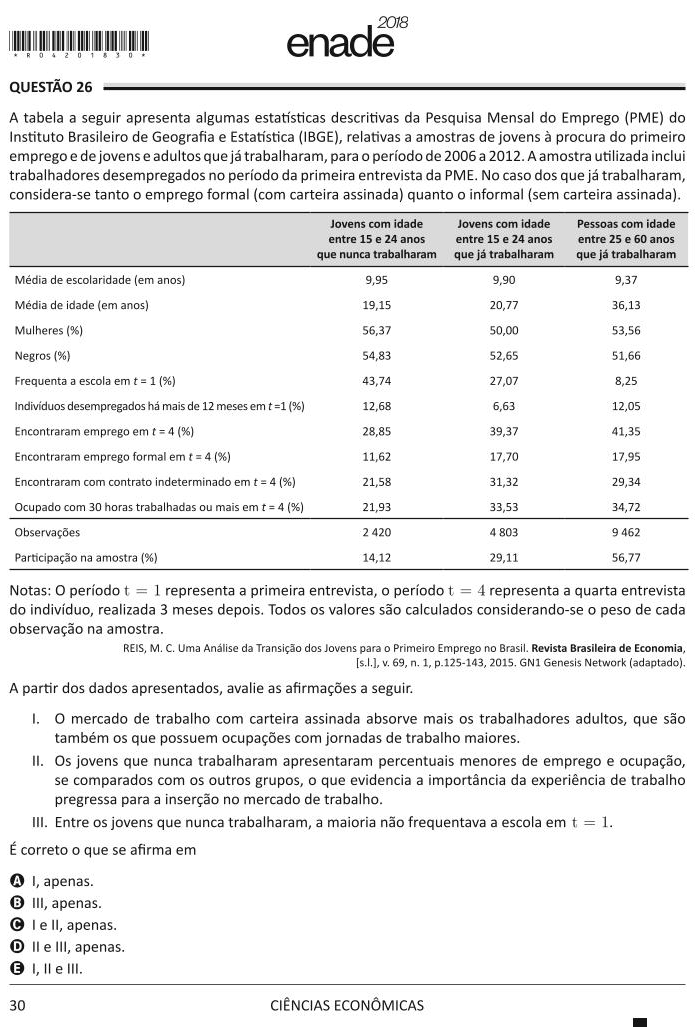 enade 2018
*R04201830*
QUESTÃO 26
A tabela a seguir apresenta algumas estatísticas descritivas da Pesquisa Mensal do Emprego (PME) do
Instituto Brasileiro de Geografia e Estatística (IBGE), relativas a amostras de jovens à procura do primeiro
emprego e de jovens e adultos que já trabalharam, para o período de 2006 a 2012. A amostra utilizada inclui
trabalhadores desempregados no período da primeira entrevista da PME. No caso dos que já trabalharam,
considera-se tanto o emprego formal (com carteira assinada) quanto o informal (sem carteira assinada).
Jovens com idade entre 15 e 24 anos que nunca trabalharam
Jovens com idade entre 15 e 24 anos que já trabalharam
Pessoas com idade entre 25 e 60 anos que já trabalharam
Média de escolaridade (em anos) 9,95 9,90 9,37
Média de idade (em anos) 19,15 20,77 36,13
Mulheres (%) 56,37 50,00 53,56
Negros (%) 54,83 52,65 51,66
Frequenta a escola em t = 1 (%) 43,74 27,07 8,25
Indivíduos desempregados há mais de 12 meses em t =1 (%) 12,68 6,63 12,05
Encontraram emprego em t = 4 (%) 28,85 39,37 41,35
Encontraram emprego formal em t = 4 (%) 11,62 17,70 17,95
Encontraram com contrato indeterminado em t = 4 (%) 21,58 31,32 29,34
Ocupado com 30 horas trabalhadas ou mais em t = 4 (%) 21,93 33,53 34,72
Observações 2 420 4 803 9 462
Participação na amostra (%) 14,12 29,11 56,77
Notas: O período t = 1 representa a primeira entrevista, o período t = 4 representa a quarta entrevista
do indivíduo, realizada 3 meses depois. Todos os valores são calculados considerando-se o peso de cada
observação na amostra.
REIS, M. C. Uma Análise da Transição dos Jovens para o Primeiro Emprego no Brasil. Revista Brasileira de Economia,
[s.l.], v. 69, n. 1, p.125-143, 2015. GN1 Genesis Network (adaptado).
A partir dos dados apresentados, avalie as afirmações a seguir.
I. O mercado de trabalho com carteira assinada absorve mais os trabalhadores adultos, que são
também os que possuem ocupações com jornadas de trabalho maiores.
II. Os jovens que nunca trabalharam apresentaram percentuais menores de emprego e ocupação,
se comparados com os outros grupos, o que evidencia a importância da experiência de trabalho
pregressa para a inserção no mercado de trabalho.
III. Entre os jovens que nunca trabalharam, a maioria não frequentava a escola em t = 1.
É correto o que se afirma em
A I, apenas.
B III, apenas.
C I e II, apenas.
D II e III, apenas.
E I, II e III.
30
CIÊNCIAS ECONÔMICAS